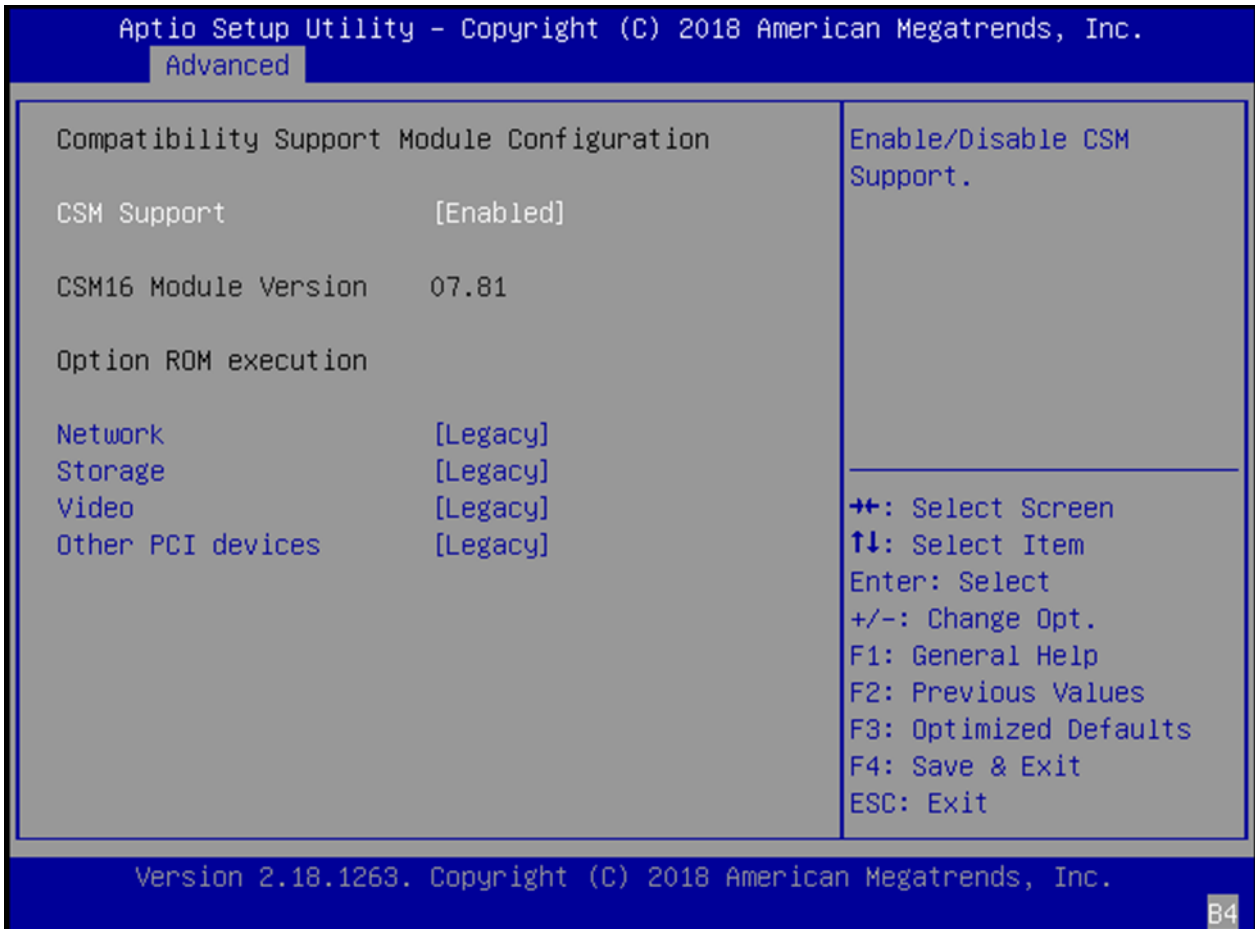 Aptio Setup Utility – Copyright (C) 2018 American Megatrends, Inc.
Advanced
Compatibility Support Module Configuration
CSM Support [Enabled]
CSM16 Module Version 07.81
Option ROM execution
Network [Legacy]
Storage [Legacy]
Video [Legacy]
Other PCI devices [Legacy]
Enable/Disable CSM
Support.
→←: Select Screen
↑↓: Select Item
Enter: Select
+/-: Change Opt.
F1: General Help
F2: Previous Values
F3: Optimized Defaults
F4: Save & Exit
ESC: Exit
Version 2.18.1263. Copyright (C) 2018 American Megatrends, Inc.
B4